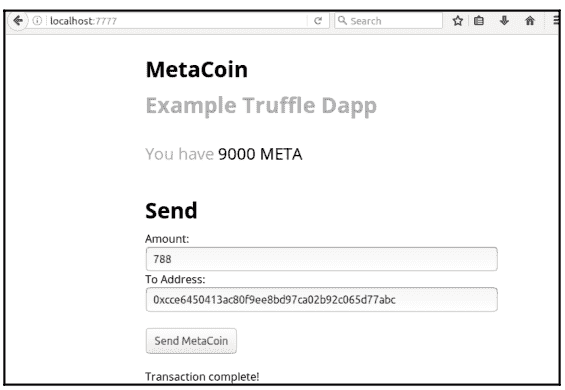 localhost:7777
Search
MetaCoin
Example Truffle Dapp
You have 9000 META
Send
Amount:
788
To Address:
0xcce6450413ac80f9ee8bd97ca02b92c065d77abc
Send MetaCoin
Transaction complete!